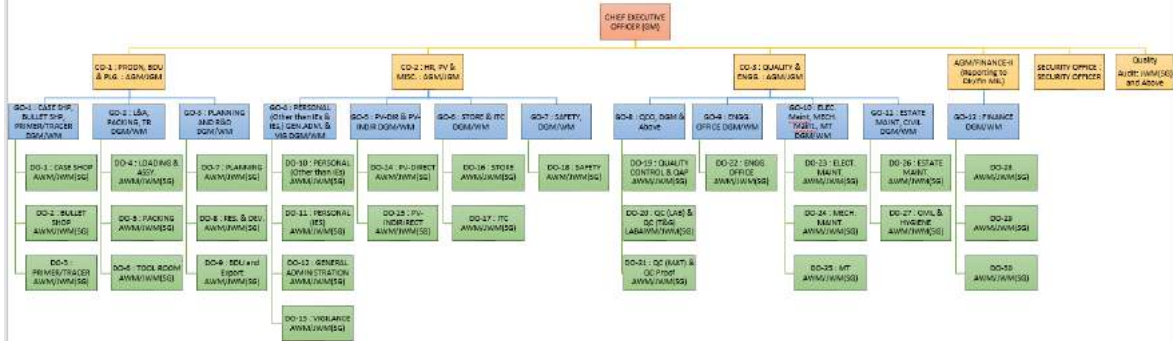 CHIEF EXECUTIVE
OFFICER (GM)
CO-1 : PRODN, BDU
& PLG. : AGM/JGM
CO-2 : HR, PV &
MISC. : AGM/JGM
CO-3 : QUALITY &
ENGG. : AGM/JGM
AGM/FINANCE-II
(Reporting to
Dir/Fin MIL)
SECURITY OFFICE :
SECURITY OFFICER
Quality
Audit: JWM(SG)
and Above
GO-1 : CASE SHP,
BULLET SHP,
PRIMER/TRACER
DGM/WM
GO-2 : L&A,
PACKING, TR
DGM/WM
GO-3 : PLANNING
AND R&D
DGM/WM
GO-4 : PERSONAL
(Other than IEs &
IES) GEN.ADM, &
VIG DGM/WM
GO-5 : PV-DIR & PV-
INDIR DGM/WM
GO-6 : STORE & ITC
DGM/WM
GO-7 : SAFETY,
DGM/WM
GO-8 : QCO, DGM &
Above
GO-9 : ENGG.
OFFICE DGM/WM
GO-10 : ELEC.
Maint, MECH.
Maint., MT
DGM/WM
GO-11 : ESTATE
MAINT, CIVIL
DGM/WM
GO-12 : FINANCE
DGM/WM
DO-1 : CASE SHOP
AWM/JWM(SG)
DO-4 : LOADING &
ASSY.
AWM/JWM(SG)
DO-7 : PLANNING
AWM/JWM(SG)
DO-10 : PERSONAL
(Other than IEs)
AWM/JWM(SG)
DO-14 : PV-DIRECT
AWM/JWM(SG)
DO-16 : STORE
AWM/JWM(SG)
DO-18 : SAFETY
AWM/JWM(SG)
DO-19 : QUALITY
CONTROL & QAP
AWM/JWM(SG)
DO-22 : ENGG.
OFFICE
AWM/JWM(SG)
DO-23 : ELECT.
MAINT.
AWM/JWM(SG)
DO-26 : ESTATE
MAINT.
AWM/JWM(SG)
DO-28
AWM/JWM(SG)
DO-2 : BULLET
SHOP
AWM/JWM(SG)
DO-5 : PACKING
AWM/JWM(SG)
DO-8 : RES. & DEV.
AWM/JWM(SG)
DO-11 : PERSONAL
(IES)
AWM/JWM(SG)
DO-15 : PV-
INDIRECT
AWM/JWM(SG)
DO-17 : ITC
AWM/JWM(SG)
DO-20 : QC (LAB) &
QC (T&G)
LABAWM/JWM(SG)
DO-24 : MECH.
MAINT.
AWM/JWM(SG)
DO-27 : CIVIL &
HYGIENE
AWM/JWM(SG)
DO-29
AWM/JWM(SG)
DO-3 :
PRIMER/TRACER
AWM/JWM(SG)
DO-6 : TOOL ROOM
AWM/JWM(SG)
DO-9 : BDU and
Export
AWM/JWM(SG)
DO-12 : GENERAL
ADMINISTRATION
AWM/JWM(SG)
DO-21 : QC (MAT) &
QC Proof
AWM/JWM(SG)
DO-25 : MT
AWM/JWM(SG)
DO-30
AWM/JWM(SG)
DO-13 : VIGILANCE
AWM/JWM(SG)